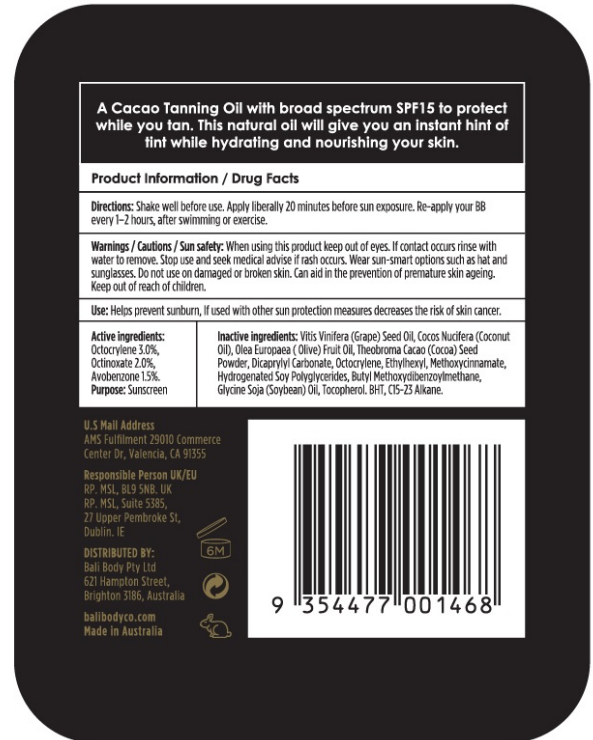 A Cacao Tanning Oil with broad spectrum SPF15 to protect
while you tan. This natural oil will give you an instant hint of
tint while hydrating and nourishing your skin.
Product Information / Drug Facts
Directions: Shake well before use. Apply liberally 20 minutes before sun exposure. Re-apply your BB
every 1–2 hours, after swimming or exercise.
Warnings / Cautions / Sun safety: When using this product keep out of eyes. If contact occurs rinse with
water to remove. Stop use and seek medical advise if rash occurs. Wear sun-smart options such as hat and
sunglasses. Do not use on damaged or broken skin. Can aid in the prevention of premature skin ageing.
Keep out of reach of children.
Use: Helps prevent sunburn, If used with other sun protection measures decreases the risk of skin cancer.
Active ingredients:
Octocrylene 3.0%,
Octinoxate 2.0%,
Avobenzone 1.5%.
Purpose: Sunscreen
Inactive ingredients: Vitis Vinifera (Grape) Seed Oil, Cocos Nucifera (Coconut
Oil), Olea Europaea ( Olive) Fruit Oil, Theobroma Cacao (Cocoa) Seed
Powder, Dicaprylyl Carbonate, Octocrylene, Ethylhexyl, Methoxycinnamate,
Hydrogenated Soy Polyglycerides, Butyl Methoxydibenzoylmethane,
Glycine Soja (Soybean) Oil, Tocopherol. BHT, C15-23 Alkane.
U.S Mail Address
AMS Fulfilment 29010 Commerce
Center Dr, Valencia, CA 91355
Responsible Person UK/EU
RP. MSL, BL9 5NB. UK
RP. MSL, Suite 5385,
27 Upper Pembroke St,
Dublin. IE
DISTRIBUTED BY:
Bali Body Pty Ltd
621 Hampton Street,
Brighton 3186, Australia
balibodyco.com
Made in Australia
6M
9 354477 001468